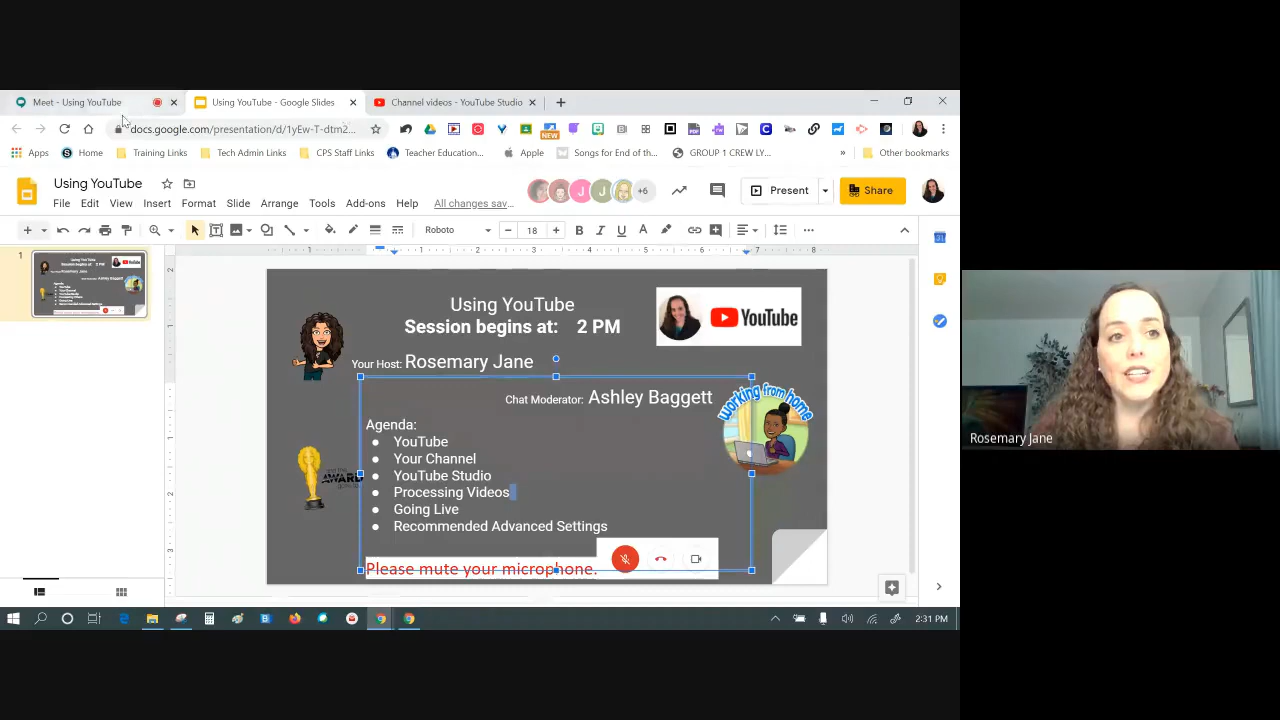 Meet - Using YouTube
Using YouTube - Google Slides
Channel videos - YouTube Studio
docs.google.com/presentation/d/1yEw-T-dtm2...
NEW
Apps
Home
Training Links
Tech Admin Links
CPS Staff Links
Teacher Education...
Apple
Songs for End of th...
GROUP 1 CREW LY...
»
Other bookmarks
Using YouTube
J
J
+6
Present
Share
File Edit View Insert Format Slide Arrange Tools Add-ons Help All changes sav...
Roboto
18
B I U A
1
Using YouTube
Session begins at: 2 PM
YouTube
Your Host: Rosemary Jane
Chat Moderator: Ashley Baggett
working from home
Agenda:
● YouTube
● Your Channel
● YouTube Studio
● Processing Videos
● Going Live
● Recommended Advanced Settings
AWARD
Please mute your microphone.
Rosemary Jane
2:31 PM